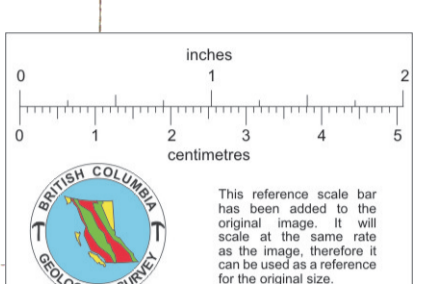 inches
0 1 2
0 1 2 3 4 5
centimetres
BRITISH COLUMBIA
GEOLOGICAL SURVEY
This reference scale bar
has been added to the
original image. It will
scale at the same rate
as the image, therefore it
can be used as a reference
for the original size.